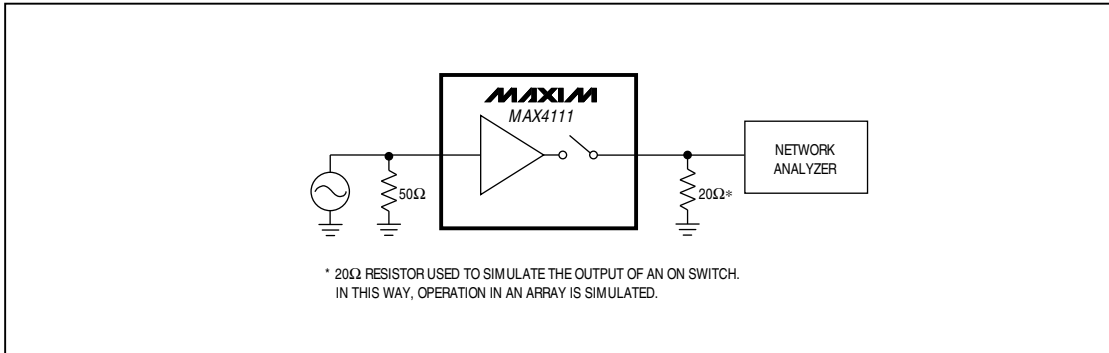 MAXIM
MAX4111
NETWORK
ANALYZER
50Ω
20Ω*
* 20Ω RESISTOR USED TO SIMULATE THE OUTPUT OF AN ON SWITCH.
IN THIS WAY, OPERATION IN AN ARRAY IS SIMULATED.